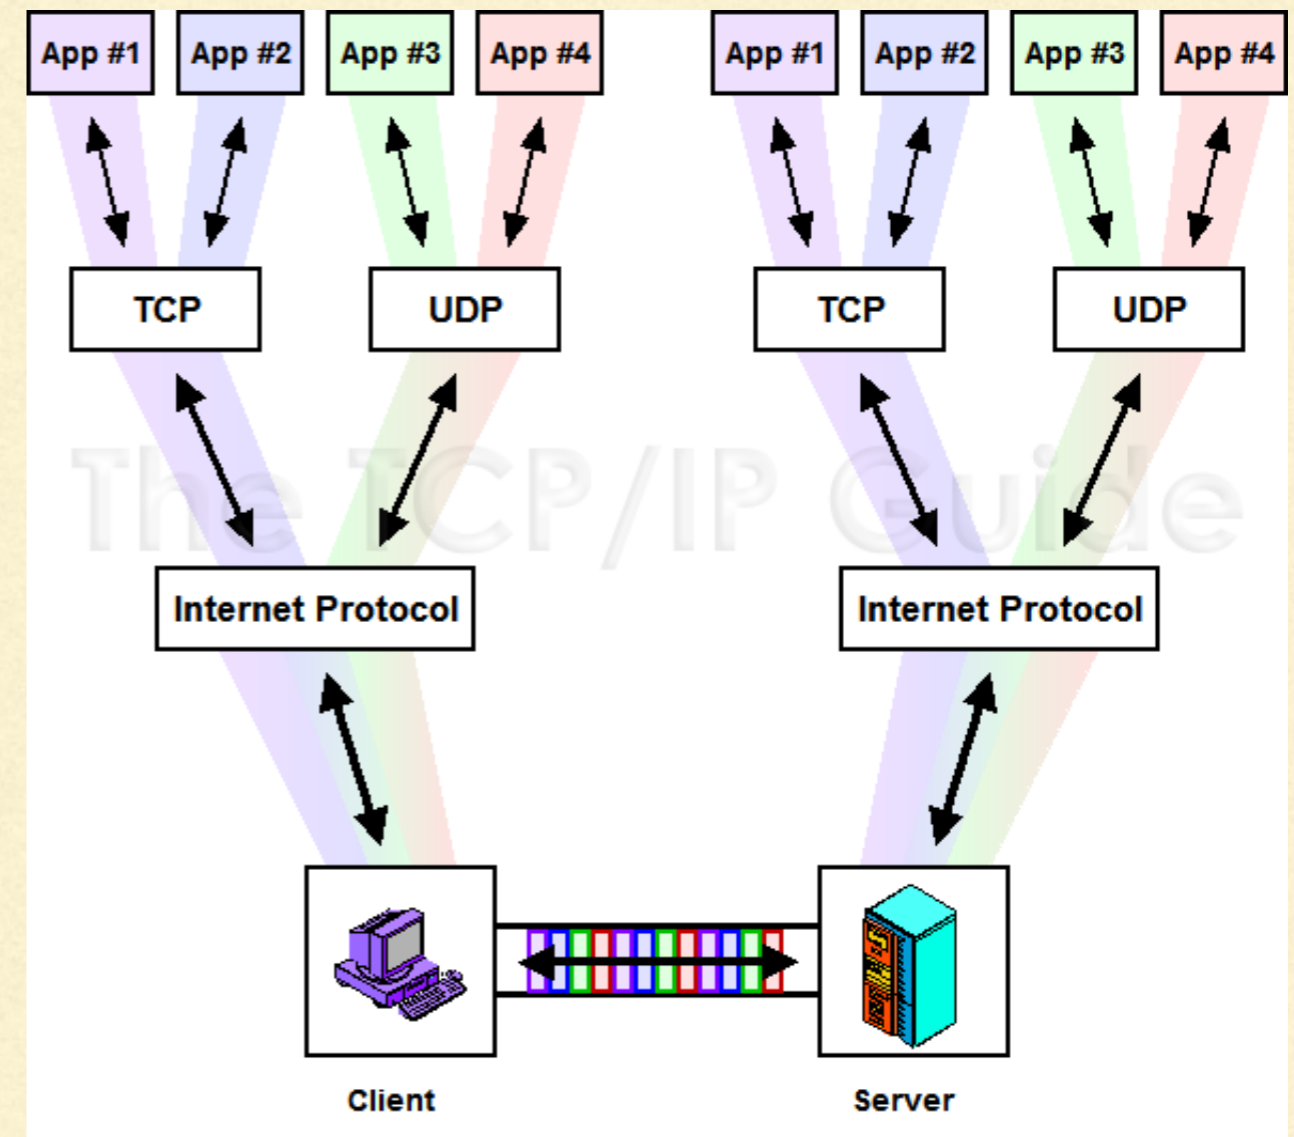 App #1 App #2 App #3 App #4 App #1 App #2 App #3 App #4
TCP UDP TCP UDP
The TCP/IP Guide
Internet Protocol Internet Protocol
Client Server